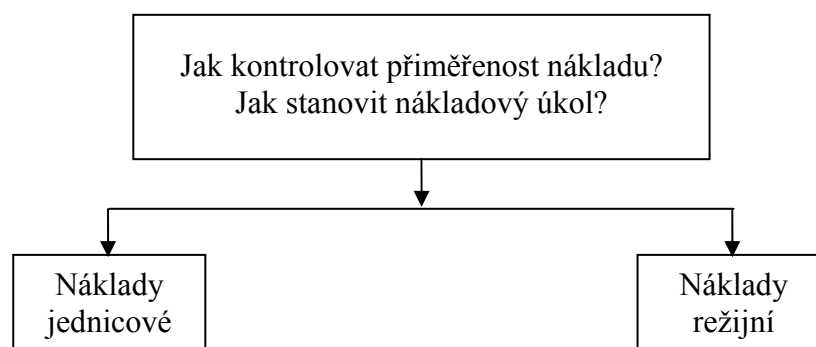 Jak kontrolovat přiměřenost nákladu?
Jak stanovit nákladový úkol?
Náklady
jednicové
Náklady
režijní